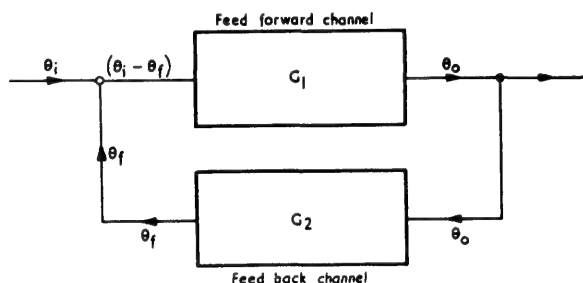 Feed forward channel
θi
(θi - θf)
G1
θo
θf
G2
θf
θo
Feed back channel